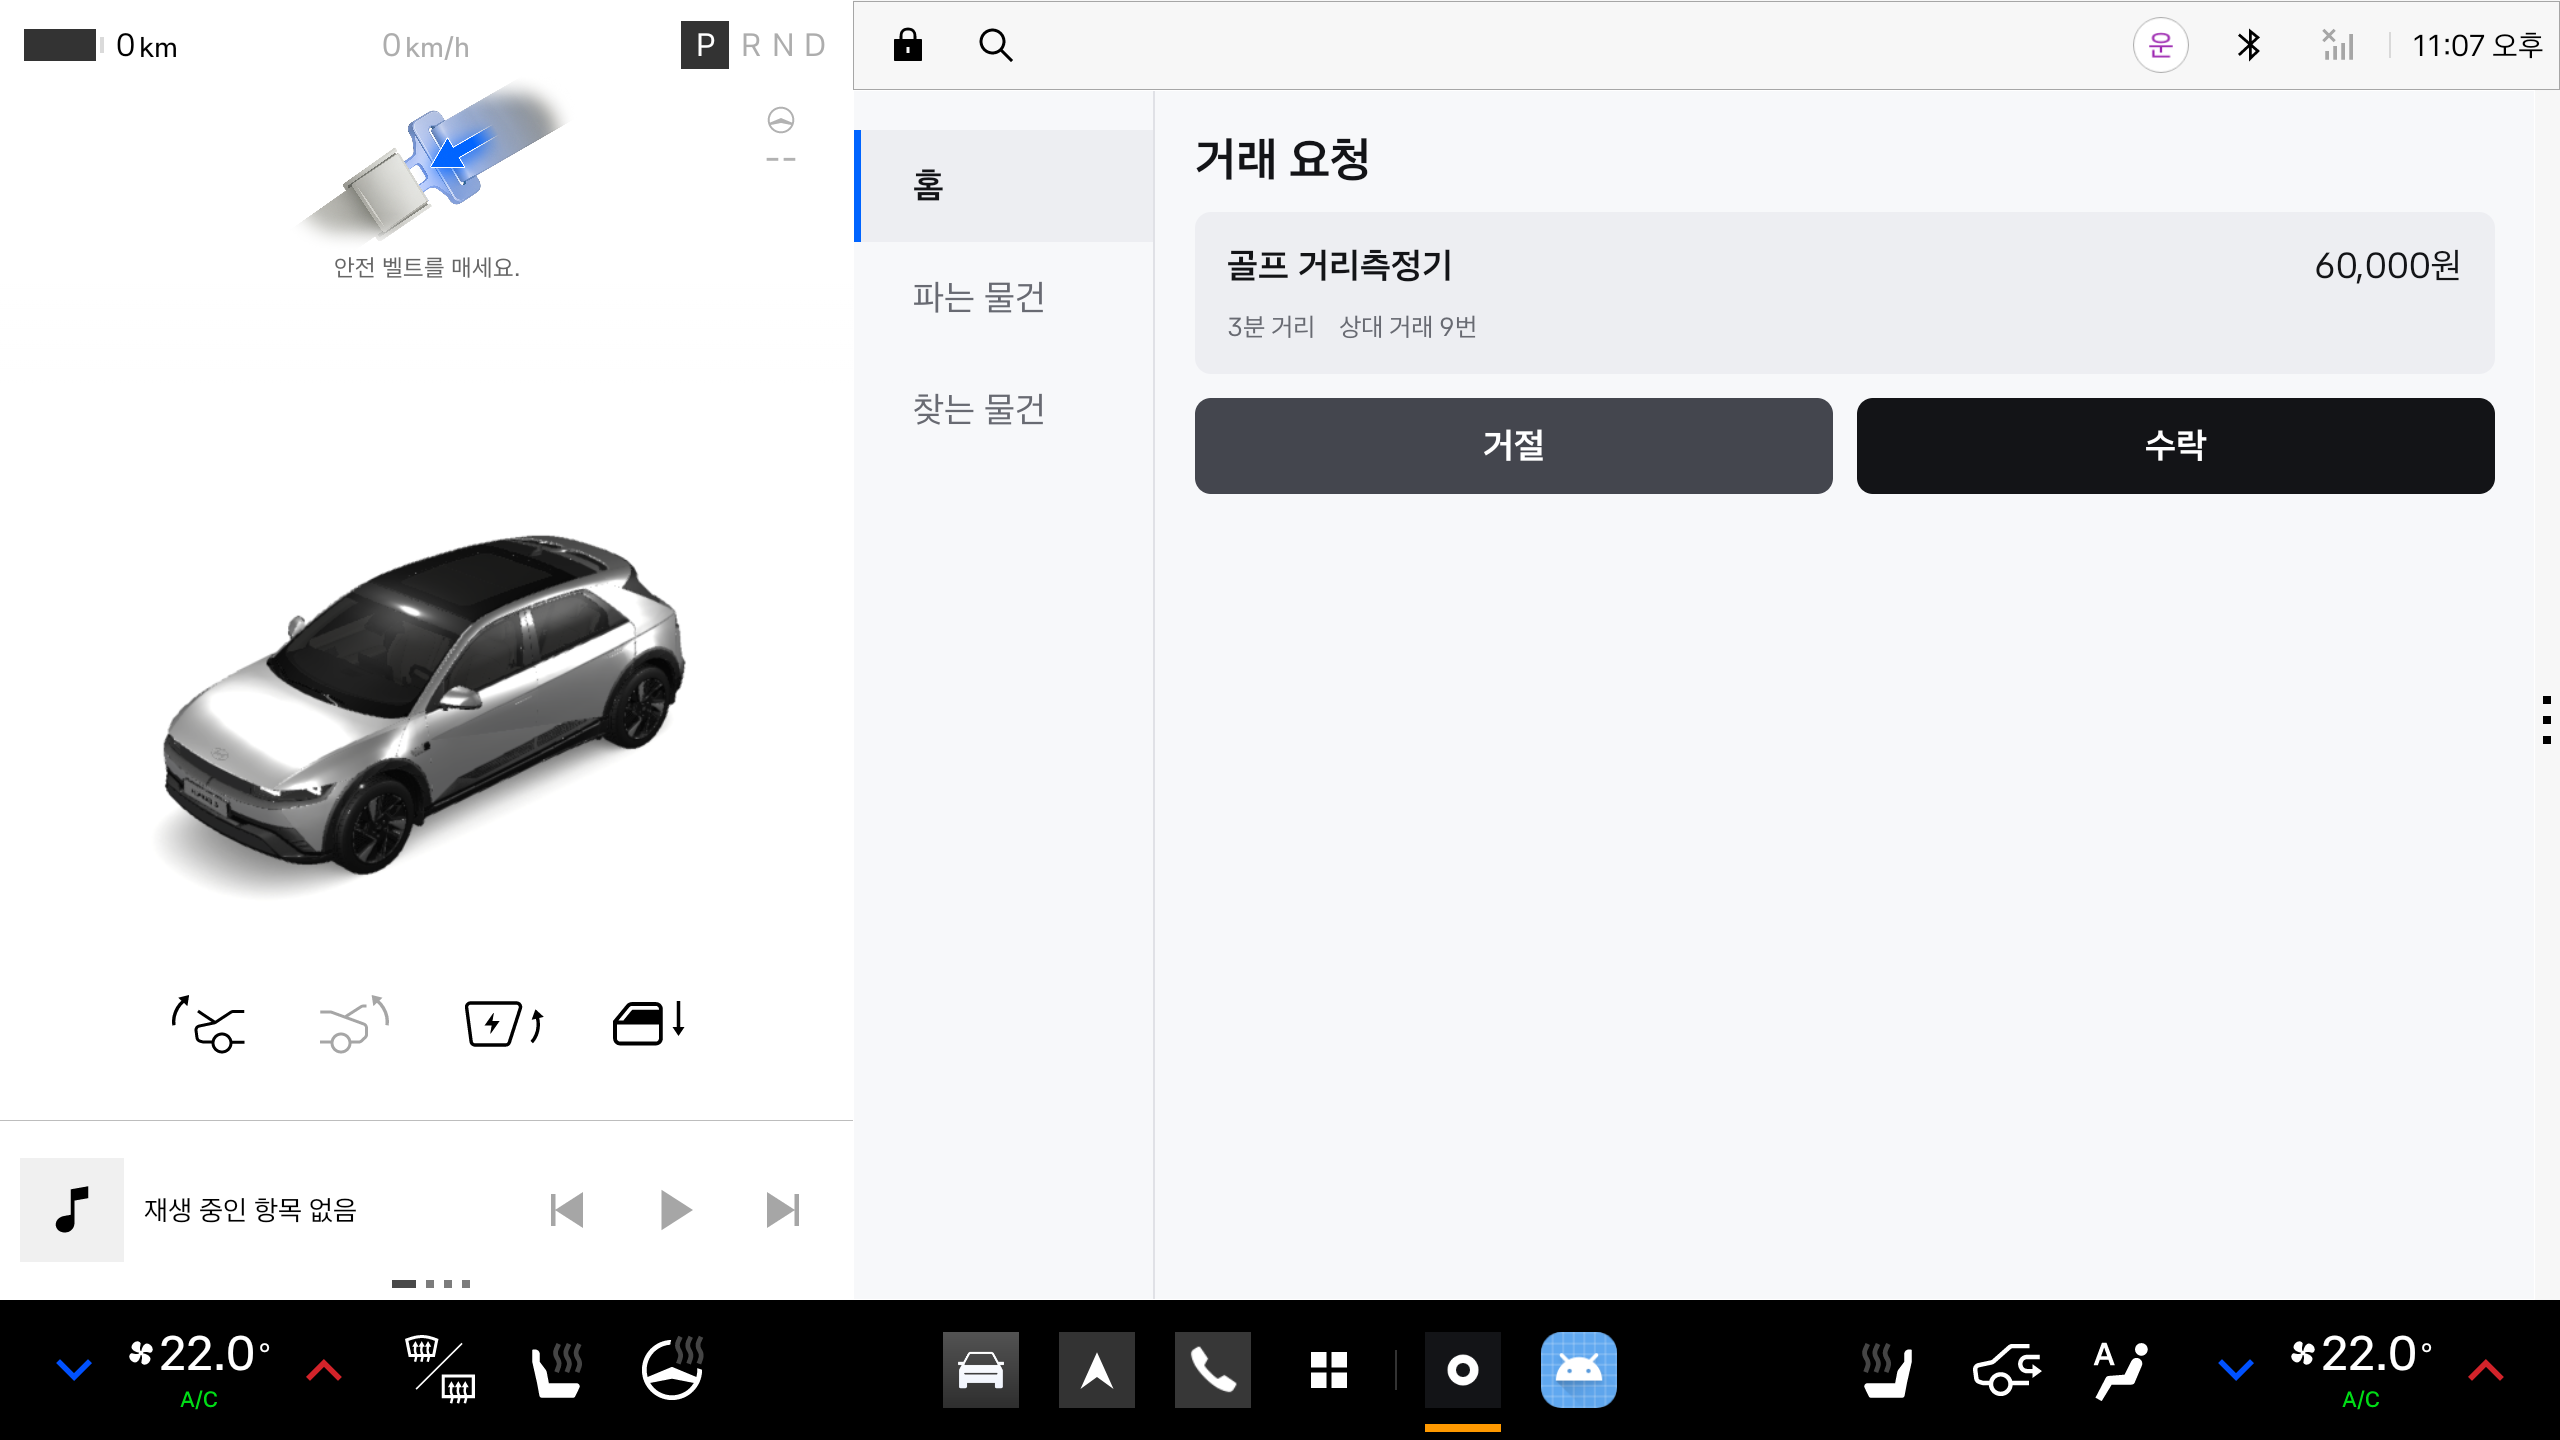 0 km
0 km/h
P R N D
운
11:07 오후
--
안전 벨트를 매세요.
홈
파는 물건
찾는 물건
거래 요청
골프 거리측정기
60,000원
3분 거리 상대 거래 9번
거절
수락
재생 중인 항목 없음
22.0°
A/C
A
22.0°
A/C